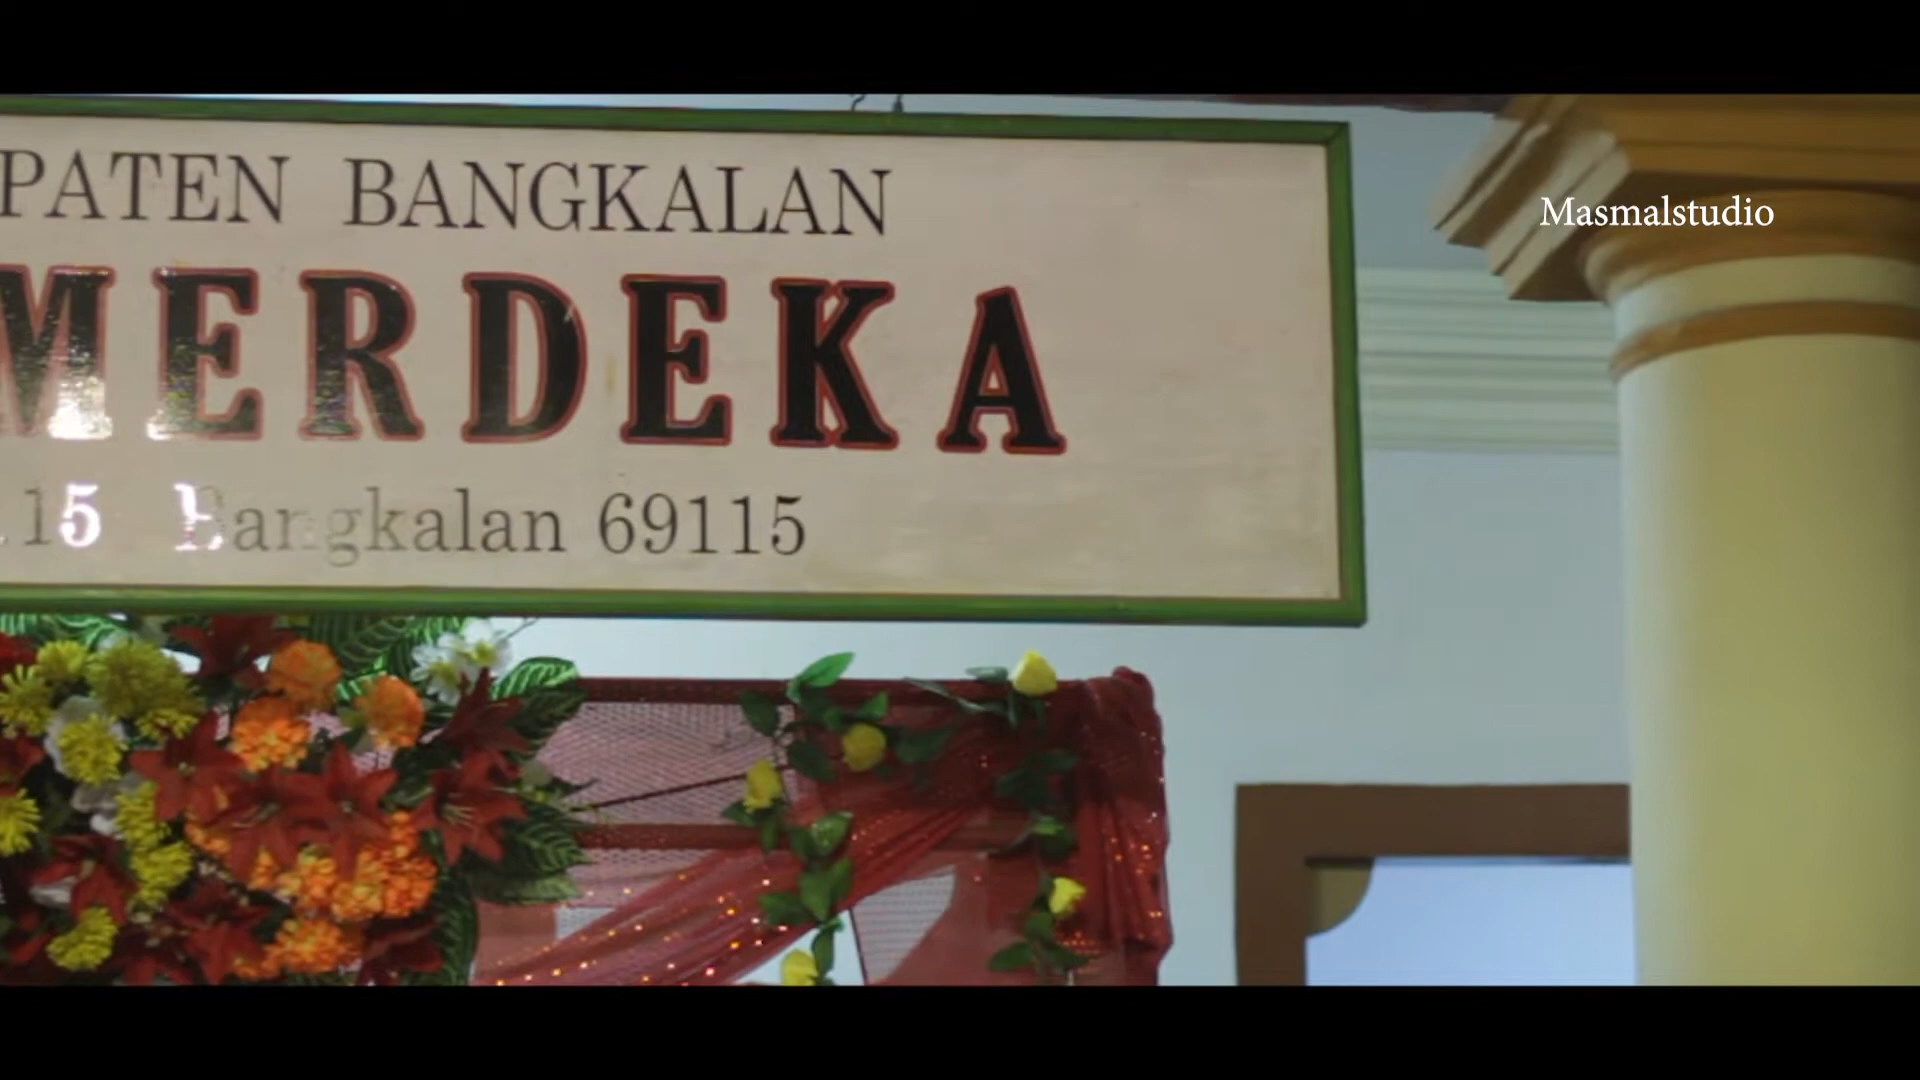 PATEN BANGKALAN
MERDEKA
15 Bangkalan 69115
Masmalstudio